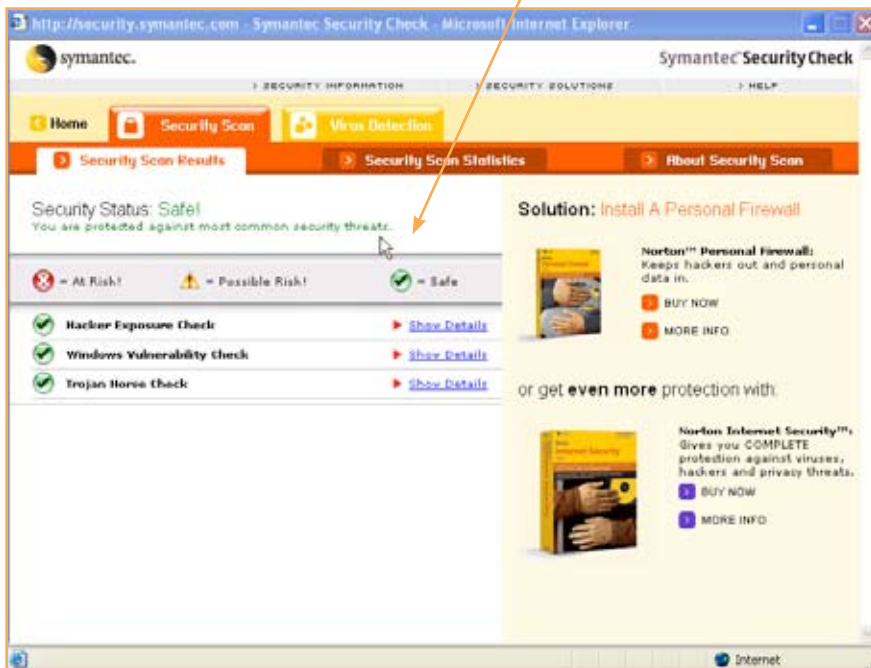 http://security.symantec.com - Symantec Security Check - Microsoft Internet Explorer
symantec.
Symantec Security Check
> SECURITY INFORMATION > SECURITY SOLUTIONS > HELP
Home Security Scan Virus Detection
Security Scan Results Security Scan Statistics About Security Scan
Security Status: Safe!
You are protected against most common security threats.
= At Risk! = Possible Risk! = Safe
Hacker Exposure Check Show Details
Windows Vulnerability Check Show Details
Trojan Horse Check Show Details
Solution: Install A Personal Firewall
Norton™ Personal Firewall:
Keeps hackers out and personal
data in.
BUY NOW
MORE INFO
or get even more protection with:
Norton Internet Security™:
Gives you COMPLETE
protection against viruses,
hackers and privacy threats.
BUY NOW
MORE INFO
Internet Security
Internet